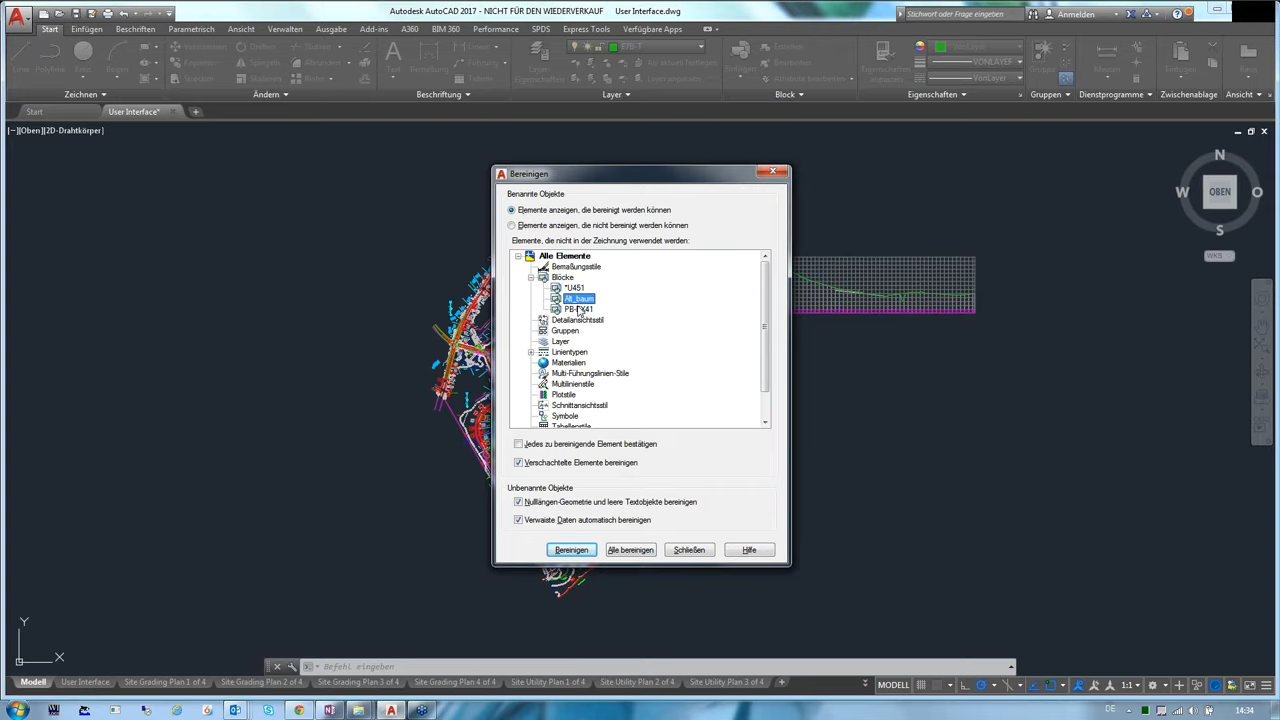 Autodesk AutoCAD 2017 - NICHT FÜR DEN WIEDERVERKAUF User Interface.dwg
Stichwort oder Frage eingeben
Anmelden
Start Einfügen Beschriften Parametrisch Ansicht Verwalten Ausgabe Add-ins A360 BIM 360 Performance SPDS Express Tools Verfügbare Apps
Zeichnen Ändern Beschriftung Layer Block Eigenschaften Gruppen Dienstprogramme Zwischenablage Ansicht
Start User Interface*
[−][Oben][2D-Drahtkörper]
N
W OBEN O
S
WKS
Bereinigen
Benannte Objekte
Elemente anzeigen, die bereinigt werden können
Elemente anzeigen, die nicht bereinigt werden können
Elemente, die nicht in der Zeichnung verwendet werden:
Alle Elemente
Bemaßungsstile
Blöcke
*U451
Alt_baum
Detailansichtsstil
Gruppen
Layer
Linientypen
Materialien
Multi-Führungslinien-Stile
Multilinienstile
Plotstile
Schnittansichtsstil
Symbole
Tabellenstile
Jedes zu bereinigende Element bestätigen
Verschachtelte Elemente bereinigen
Unbenannte Objekte
Nulllängen-Geometrie und leere Textobjekte bereinigen
Verwaiste Daten automatisch bereinigen
Bereinigen Alle bereinigen Schließen Hilfe
Y
X
Befehl eingeben
Modell User Interface Site Grading Plan 1 of 4 Site Grading Plan 2 of 4 Site Grading Plan 3 of 4 Site Grading Plan 4 of 4 Site Utility Plan 1 of 4 Site Utility Plan 2 of 4 Site Utility Plan 3 of 4
MODELL 1:1
DE 14:34